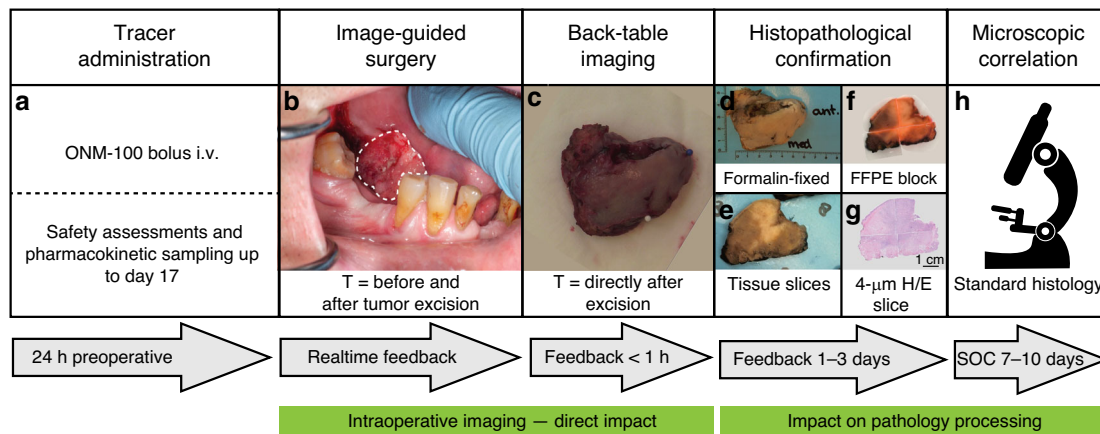 Tracer
administration
Image-guided
surgery
Back-table
imaging
Histopathological
confirmation
Microscopic
correlation
a
ONM-100 bolus i.v.
Safety assessments and
pharmacokinetic sampling up
to day 17
b
T = before and
after tumor excision
c
T = directly after
excision
d
ant.
med
Formalin-fixed
f
FFPE block
e
Tissue slices
g
1 cm
4-μm H/E
slice
h
Standard histology
24 h preoperative
Realtime feedback
Feedback < 1 h
Feedback 1–3 days
SOC 7–10 days
Intraoperative imaging — direct impact
Impact on pathology processing